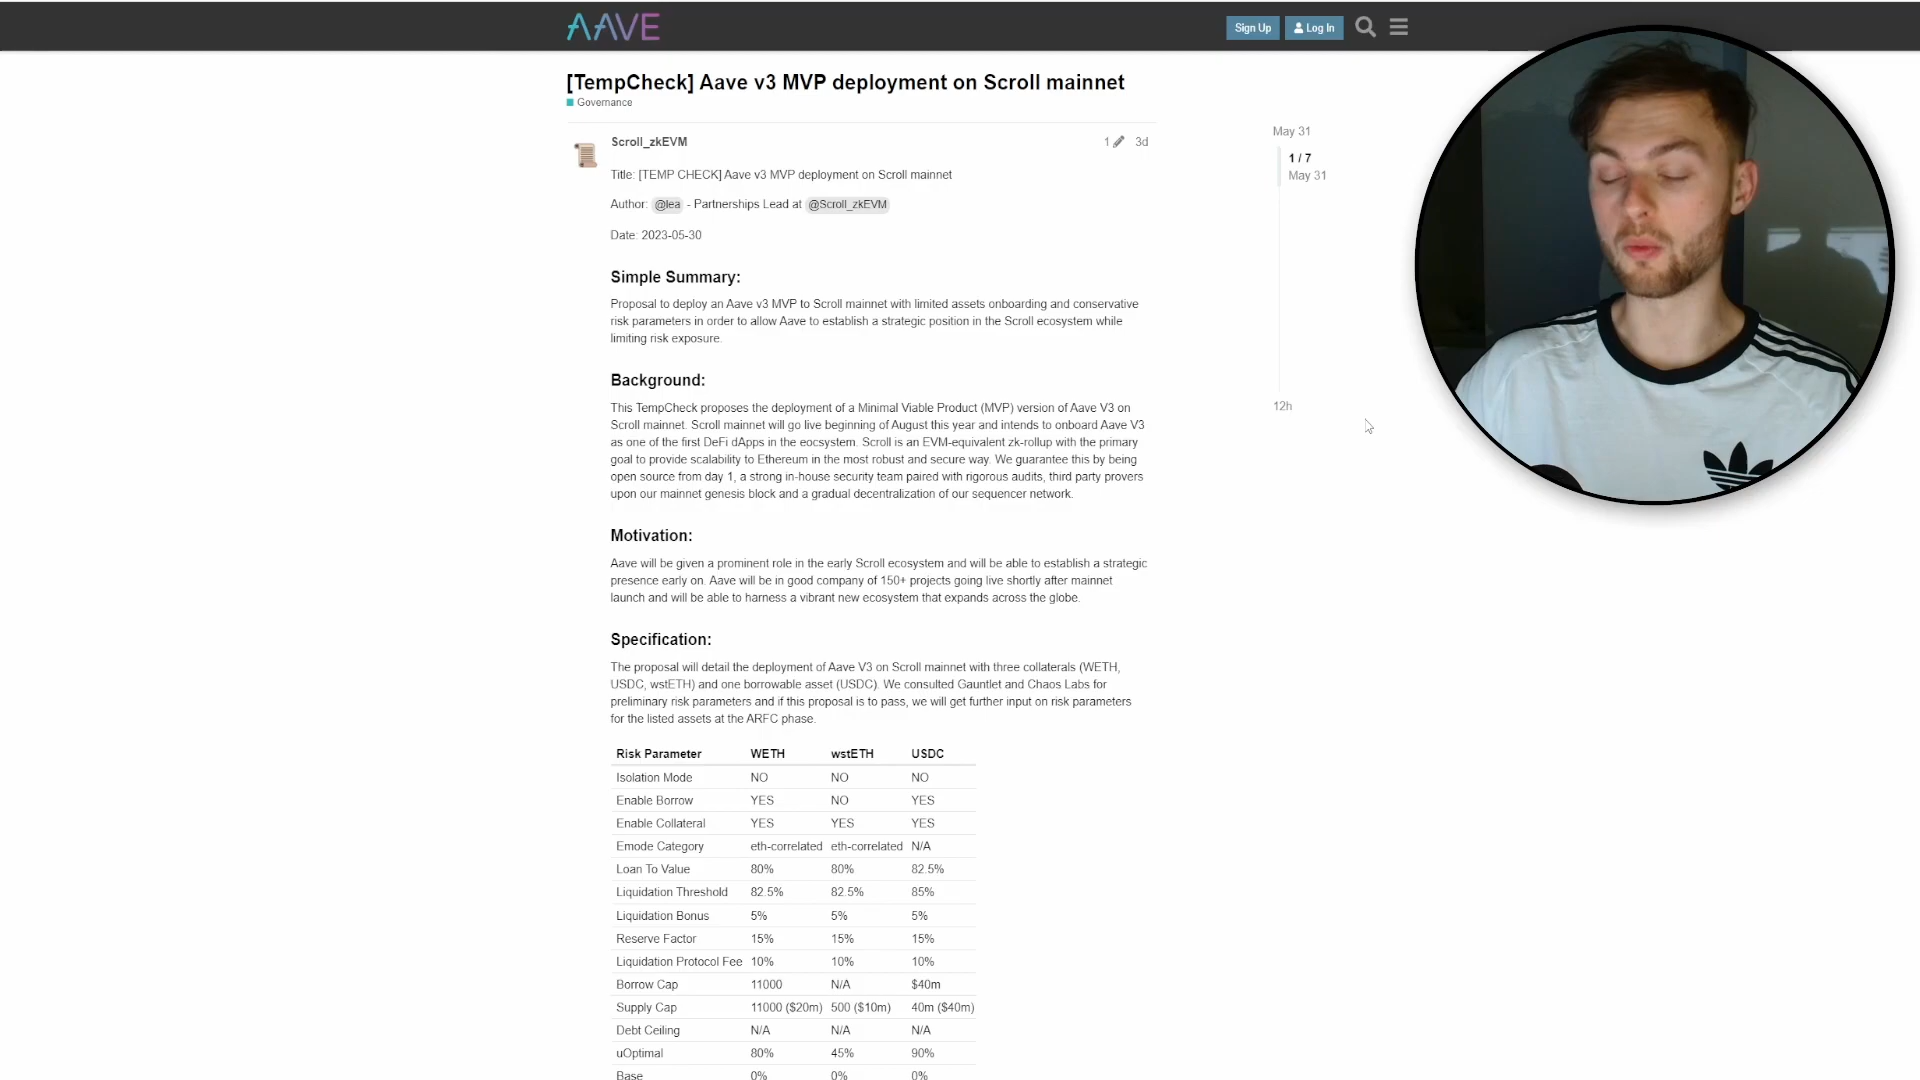 AAVE
Sign Up
Log In
[TempCheck] Aave v3 MVP deployment on Scroll mainnet
Governance
Scroll_zkEVM
1
3d
May 31
1 / 7
May 31
12h
Title: [TEMP CHECK] Aave v3 MVP deployment on Scroll mainnet
Author: @lea - Partnerships Lead at @Scroll_zkEVM
Date: 2023-05-30
Simple Summary:
Proposal to deploy an Aave v3 MVP to Scroll mainnet with limited assets onboarding and conservative
risk parameters in order to allow Aave to establish a strategic position in the Scroll ecosystem while
limiting risk exposure.
Background:
This TempCheck proposes the deployment of a Minimal Viable Product (MVP) version of Aave V3 on
Scroll mainnet. Scroll mainnet will go live beginning of August this year and intends to onboard Aave V3
as one of the first DeFi dApps in the eocsystem. Scroll is an EVM-equivalent zk-rollup with the primary
goal to provide scalability to Ethereum in the most robust and secure way. We guarantee this by being
open source from day 1, a strong in-house security team paired with rigorous audits, third party provers
upon our mainnet genesis block and a gradual decentralization of our sequencer network.
Motivation:
Aave will be given a prominent role in the early Scroll ecosystem and will be able to establish a strategic
presence early on. Aave will be in good company of 150+ projects going live shortly after mainnet
launch and will be able to harness a vibrant new ecosystem that expands across the globe.
Specification:
The proposal will detail the deployment of Aave V3 on Scroll mainnet with three collaterals (WETH,
USDC, wstETH) and one borrowable asset (USDC). We consulted Gauntlet and Chaos Labs for
preliminary risk parameters and if this proposal is to pass, we will get further input on risk parameters
for the listed assets at the ARFC phase.
Risk Parameter WETH wstETH USDC
Isolation Mode NO NO NO
Enable Borrow YES NO YES
Enable Collateral YES YES YES
Emode Category eth-correlated eth-correlated N/A
Loan To Value 80% 80% 82.5%
Liquidation Threshold 82.5% 82.5% 85%
Liquidation Bonus 5% 5% 5%
Reserve Factor 15% 15% 15%
Liquidation Protocol Fee 10% 10% 10%
Borrow Cap 11000 N/A $40m
Supply Cap 11000 ($20m) 500 ($10m) 40m ($40m)
Debt Ceiling N/A N/A N/A
uOptimal 80% 45% 90%
Base 0% 0% 0%